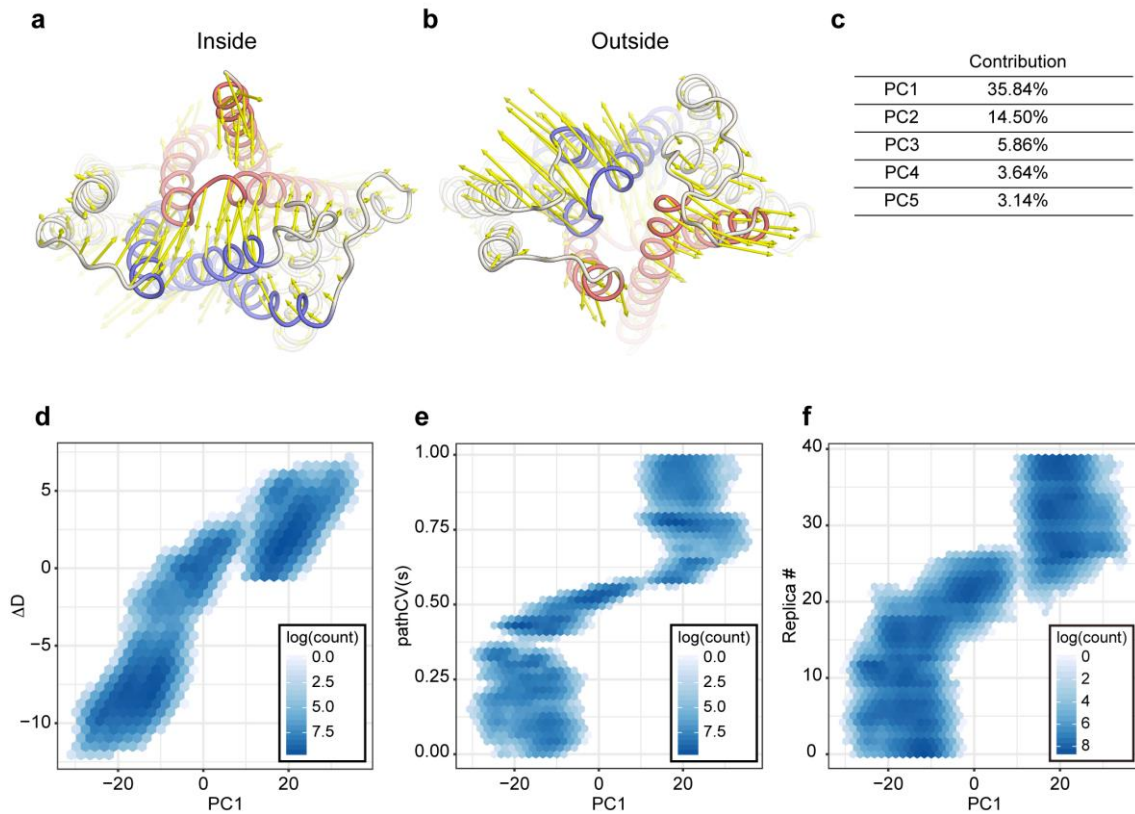 a
Inside
b
Outside
c
Contribution
PC1 35.84%
PC2 14.50%
PC3 5.86%
PC4 3.64%
PC5 3.14%
d
ΔD
5
0
−5
−10
−20 0 20
PC1
log(count)
0.0
2.5
5.0
7.5
e
pathCV(s)
1.00
0.75
0.50
0.25
0.00
−20 0 20
PC1
log(count)
0.0
2.5
5.0
7.5
f
Replica #
40
30
20
10
0
−20 0 20
PC1
log(count)
0
2
4
6
8